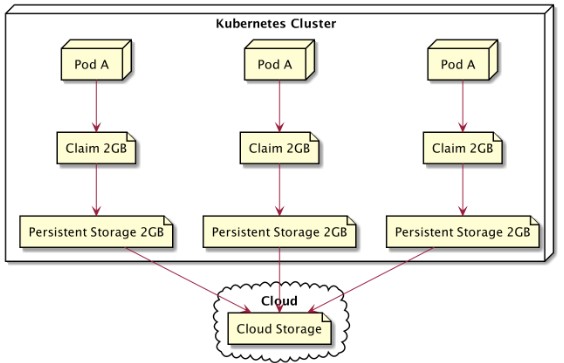 Kubernetes Cluster
Pod A
Pod A
Pod A
Claim 2GB
Claim 2GB
Claim 2GB
Persistent Storage 2GB
Persistent Storage 2GB
Persistent Storage 2GB
Cloud
Cloud Storage